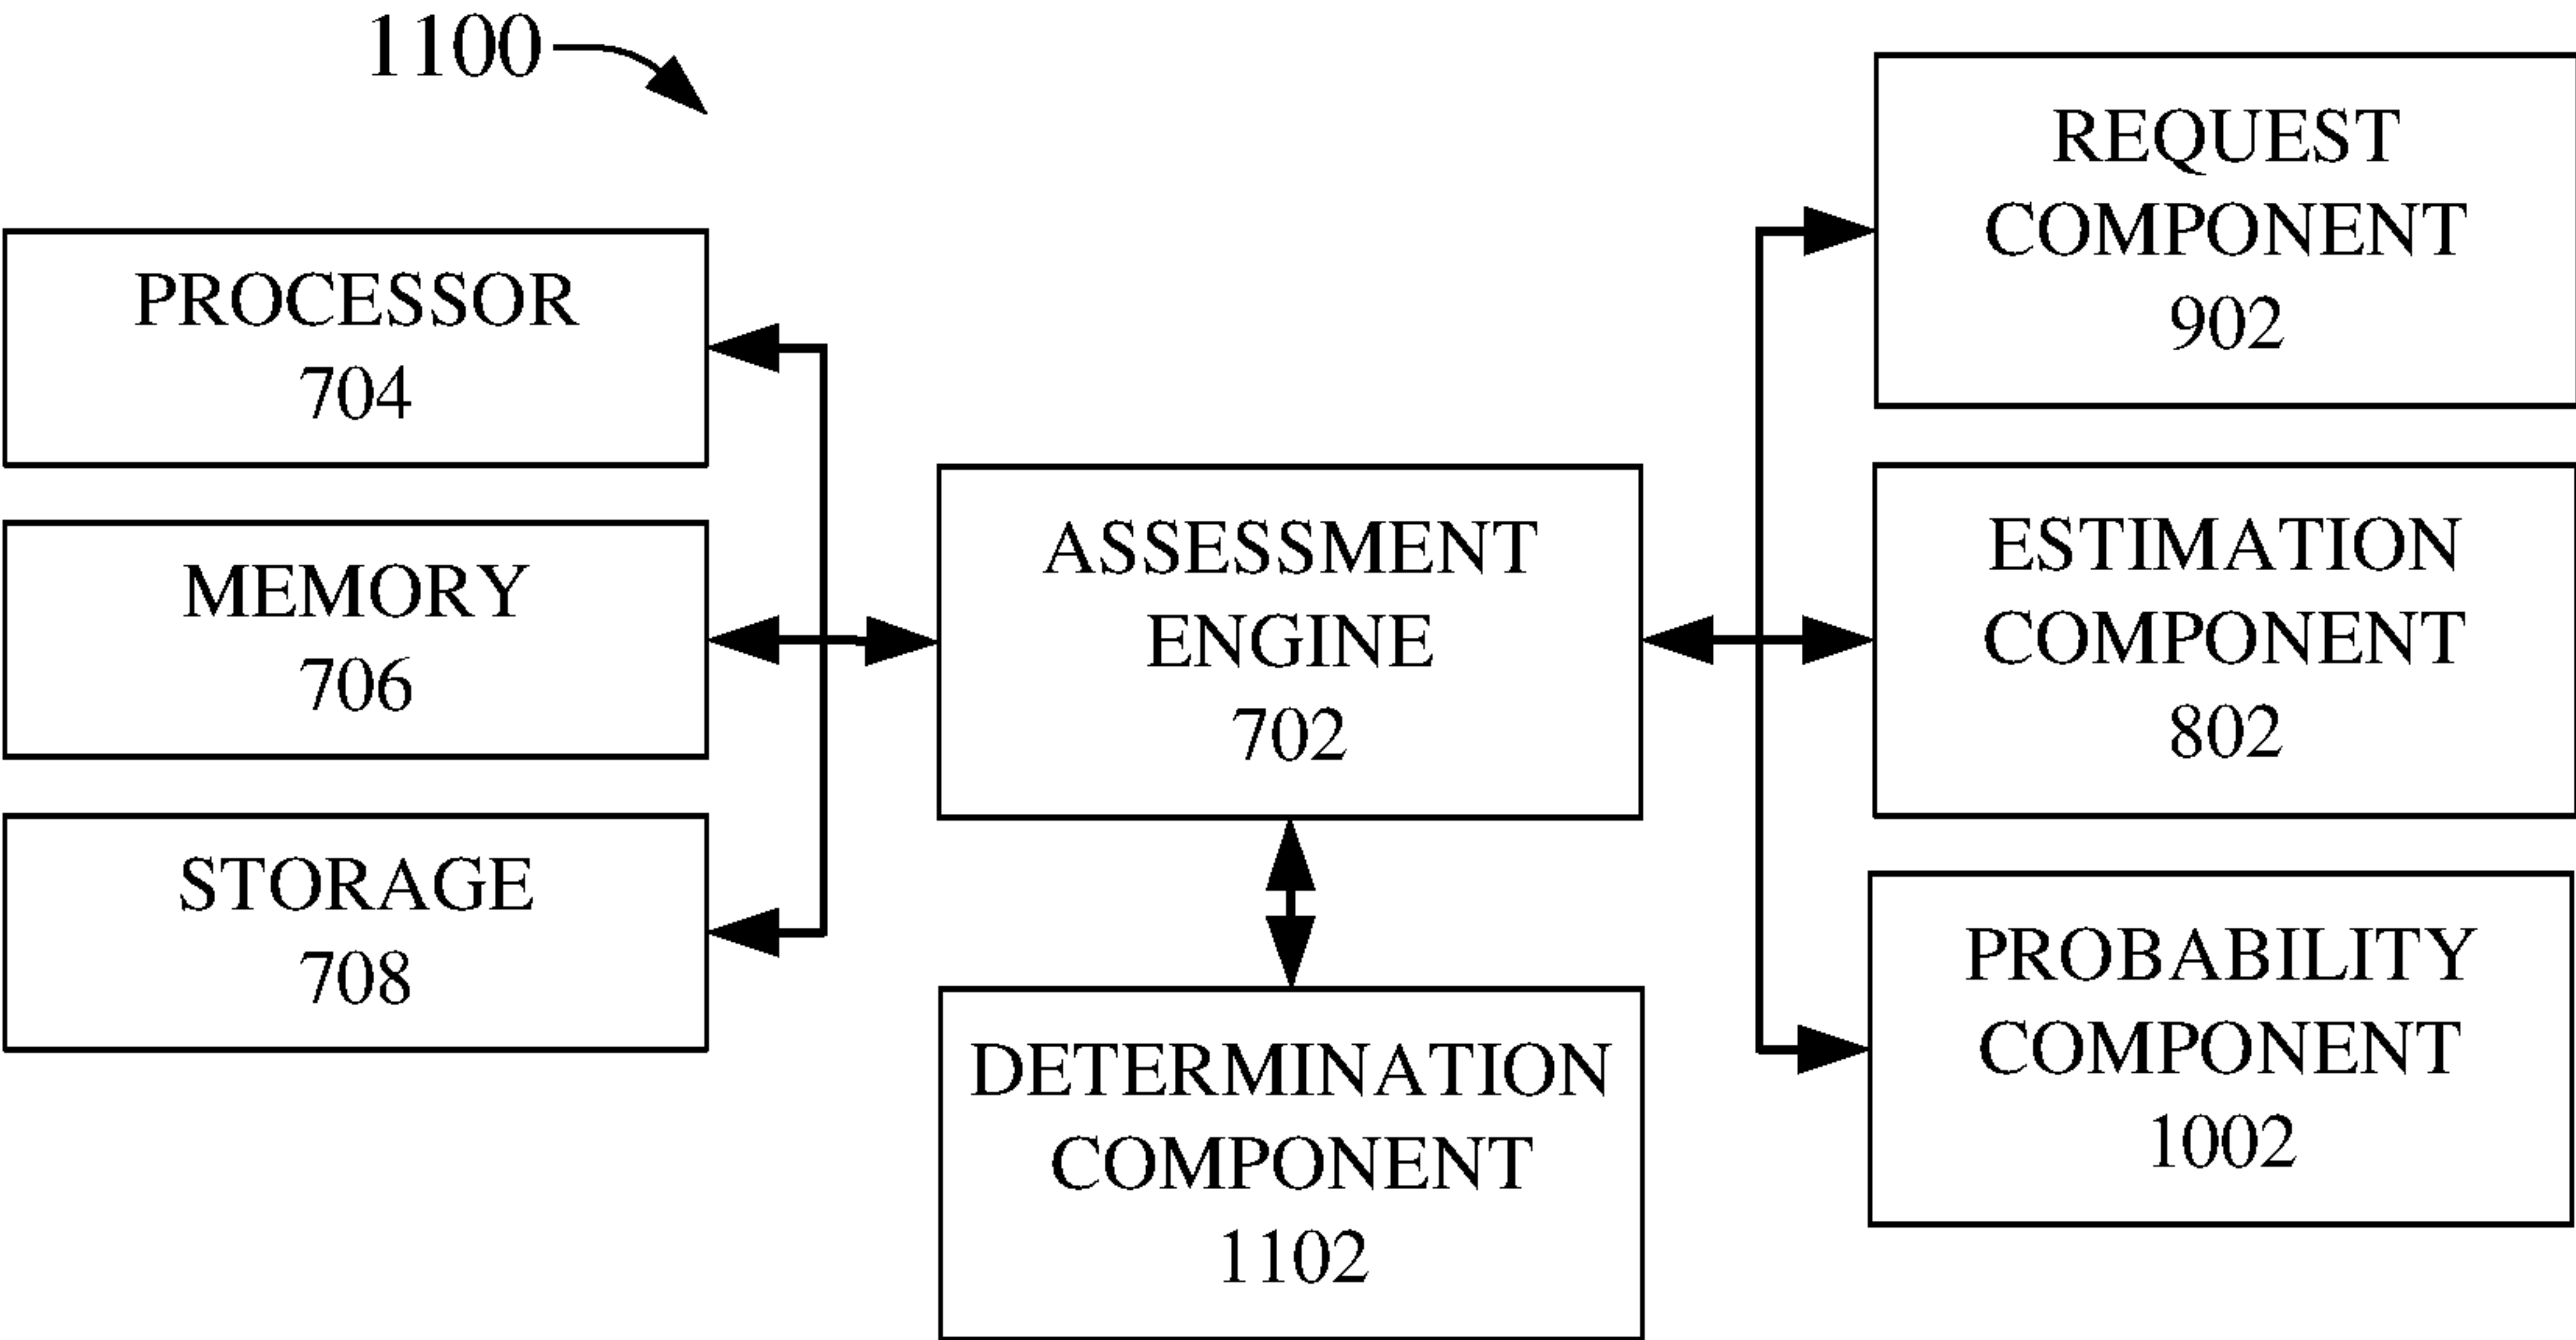 1100
PROCESSOR
704
MEMORY
706
STORAGE
708
ASSESSMENT
ENGINE
702
DETERMINATION
COMPONENT
1102
REQUEST
COMPONENT
902
ESTIMATION
COMPONENT
802
PROBABILITY
COMPONENT
1002